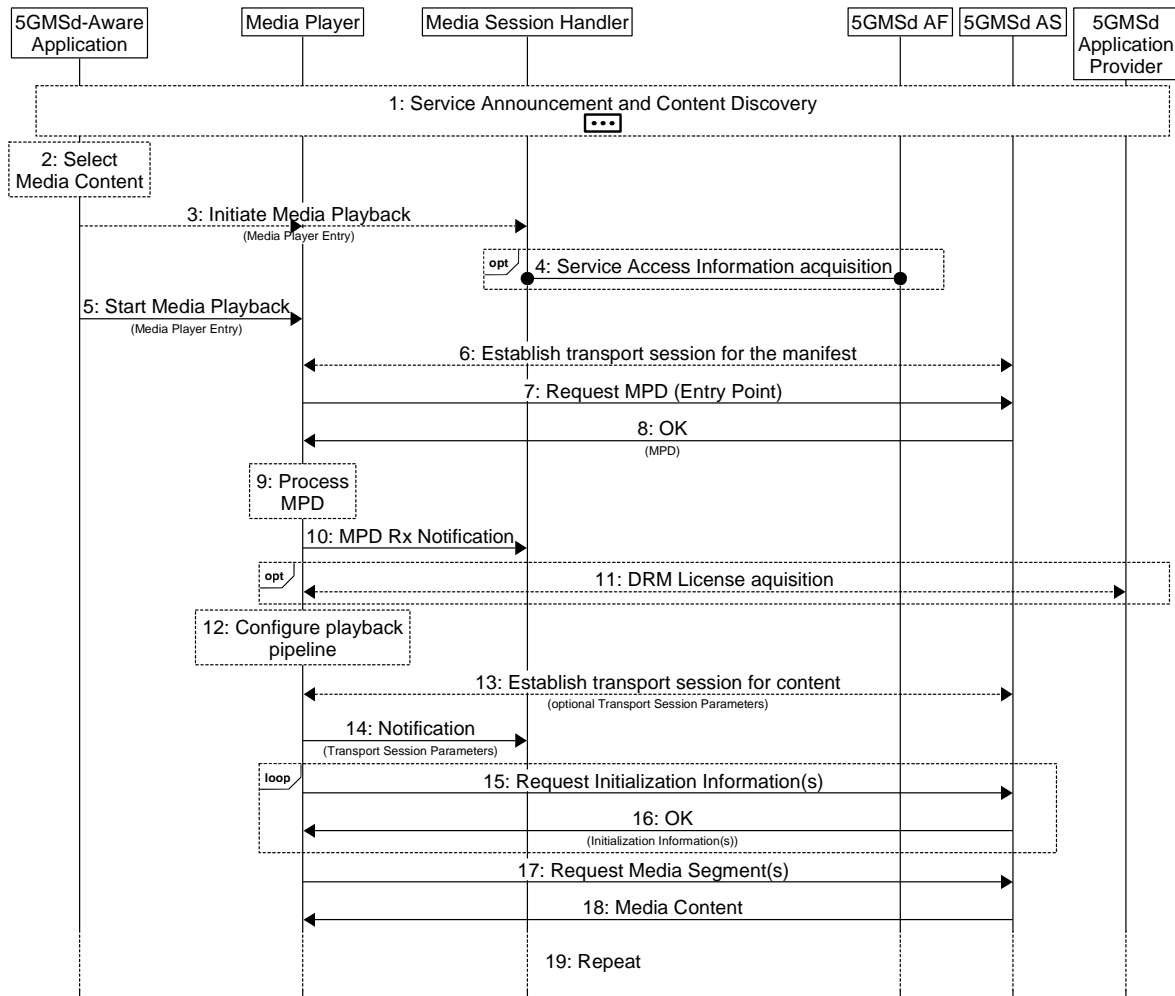 5GMSd-Aware
Application
Media Player
Media Session Handler
5GMSd AF
5GMSd AS
5GMSd
Application
Provider
1: Service Announcement and Content Discovery
2: Select
Media Content
3: Initiate Media Playback
(Media Player Entry)
opt
4: Service Access Information acquisition
5: Start Media Playback
(Media Player Entry)
6: Establish transport session for the manifest
7: Request MPD (Entry Point)
8: OK
(MPD)
9: Process
MPD
10: MPD Rx Notification
opt
11: DRM License aquisition
12: Configure playback
pipeline
13: Establish transport session for content
(optional Transport Session Parameters)
14: Notification
(Transport Session Parameters)
loop
15: Request Initialization Information(s)
16: OK
(Initialization Information(s))
17: Request Media Segment(s)
18: Media Content
19: Repeat